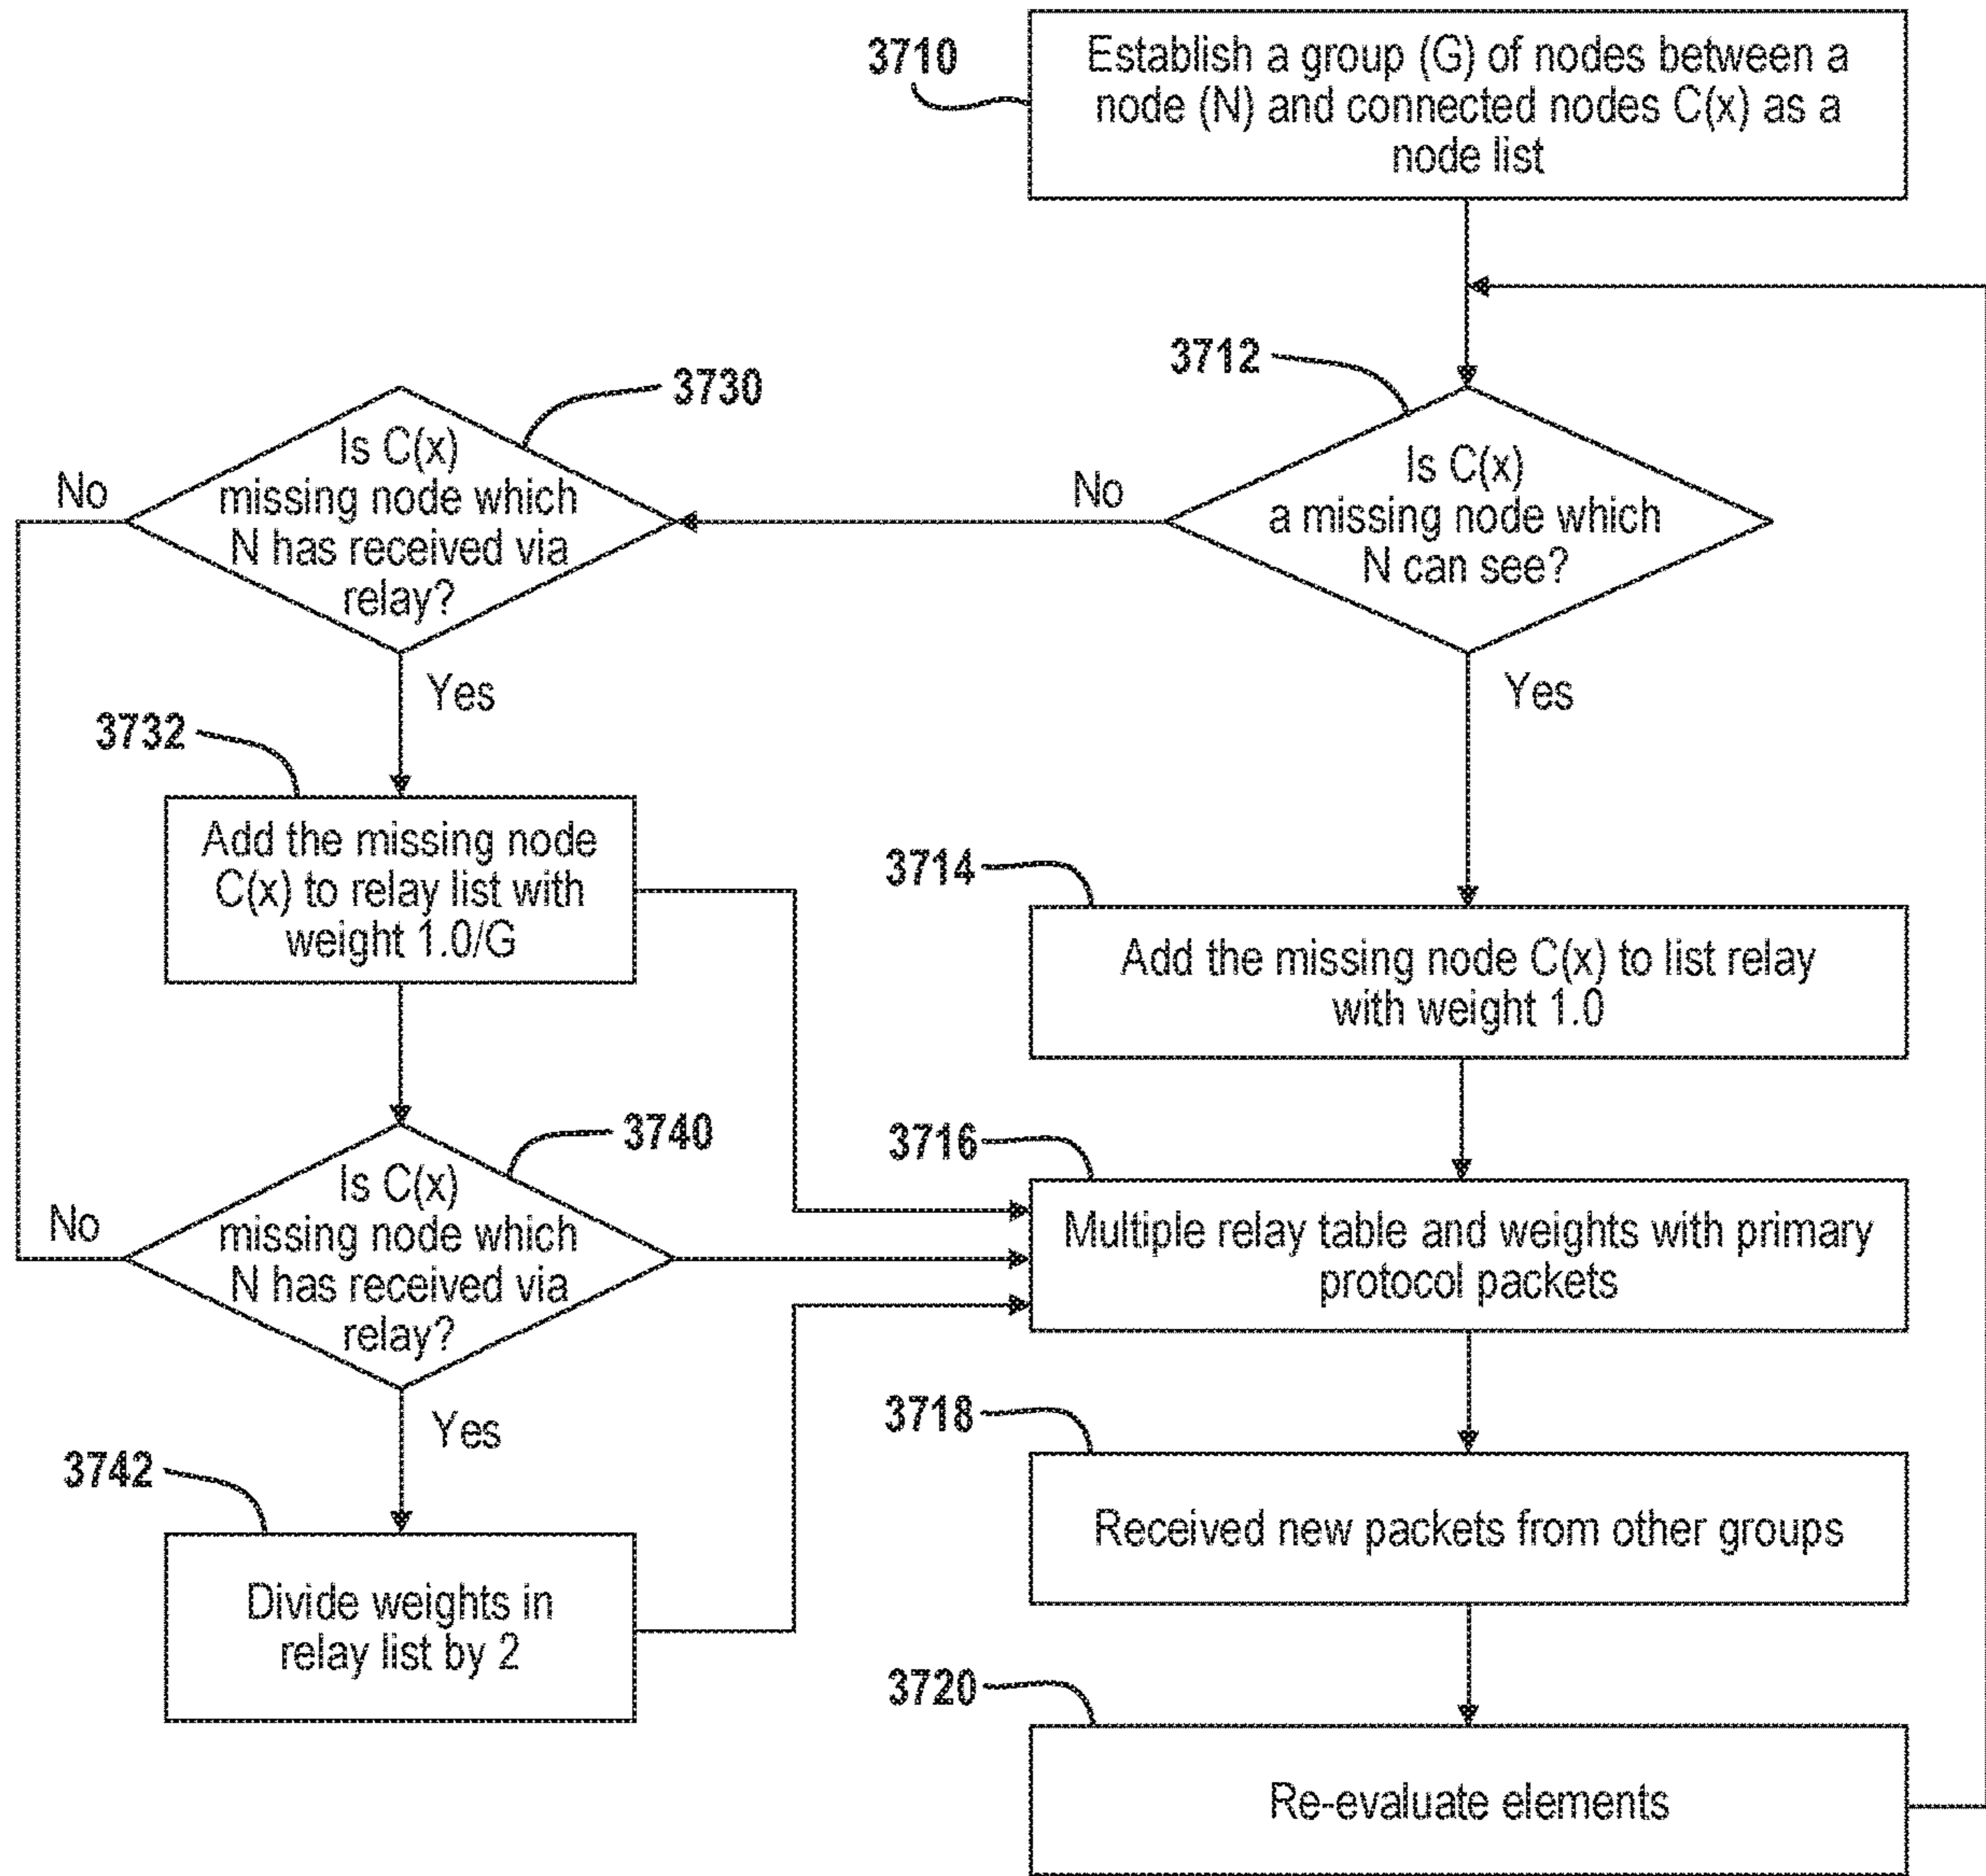 3710
Establish a group (G) of nodes between a
node (N) and connected nodes C(x) as a
node list
3712
Is C(x)
a missing node which
N can see?
No
Yes
3730
Is C(x)
missing node which
N has received via
relay?
No
Yes
3732
Add the missing node
C(x) to relay list with
weight 1.0/G
3714
Add the missing node C(x) to list relay
with weight 1.0
3740
Is C(x)
missing node which
N has received via
relay?
No
Yes
3716
Multiple relay table and weights with primary
protocol packets
3742
Divide weights in
relay list by 2
3718
Received new packets from other groups
3720
Re-evaluate elements